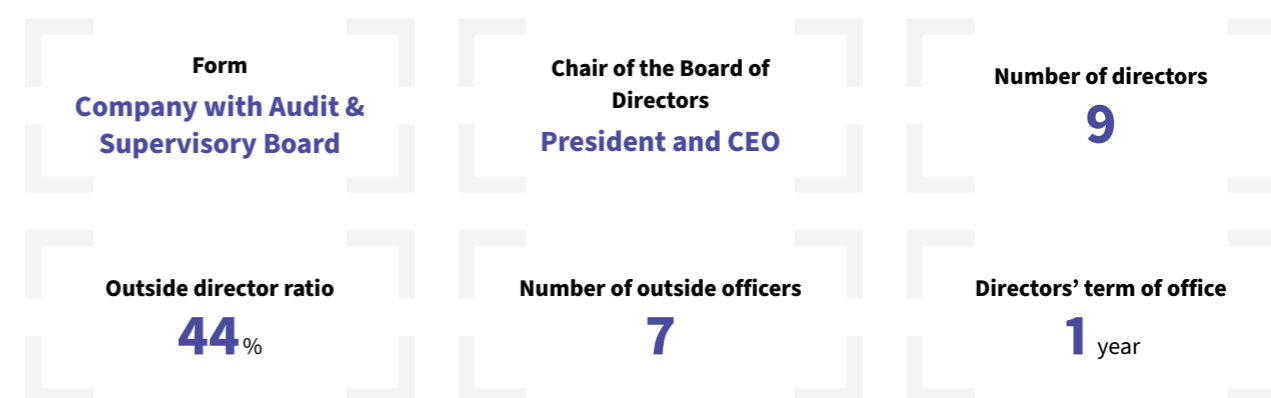 Form
Company with Audit &
Supervisory Board
Chair of the Board of
Directors
President and CEO
Number of directors
9
Outside director ratio
44%
Number of outside officers
7
Directors’ term of office
1 year